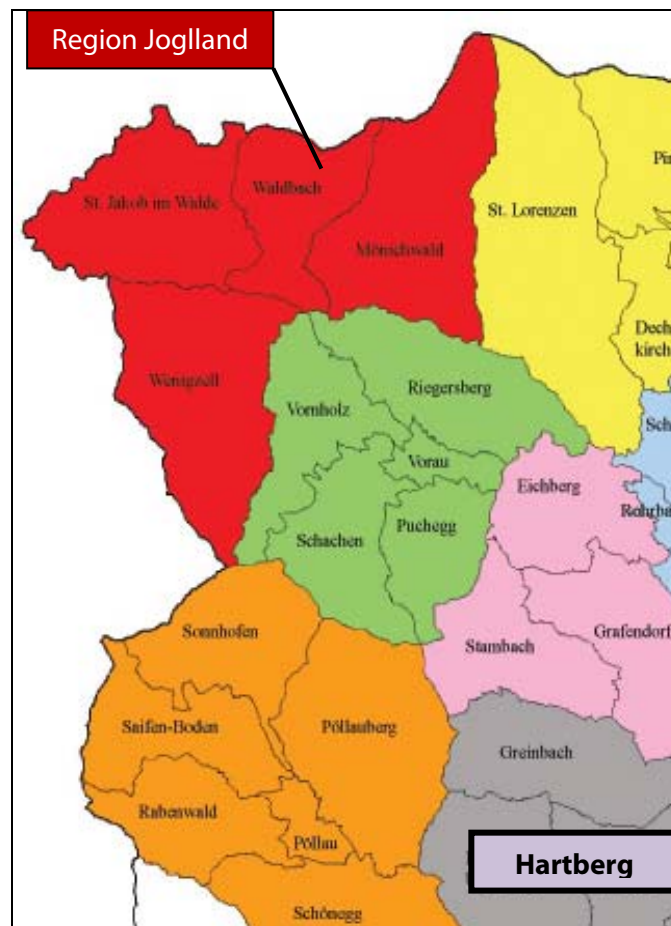 Region Joglland
St. Jakob im Walde
Waldbach
Mönichwald
St. Lorenzen
Wenigzell
Vornholz
Riegersberg
Vorau
Schachen
Puchegg
Eichberg
Sonnhofen
Stambach
Grafendorf
Saifen-Boden
Pöllauberg
Greinbach
Rabenwald
Pöllau
Hartberg
Schönegg